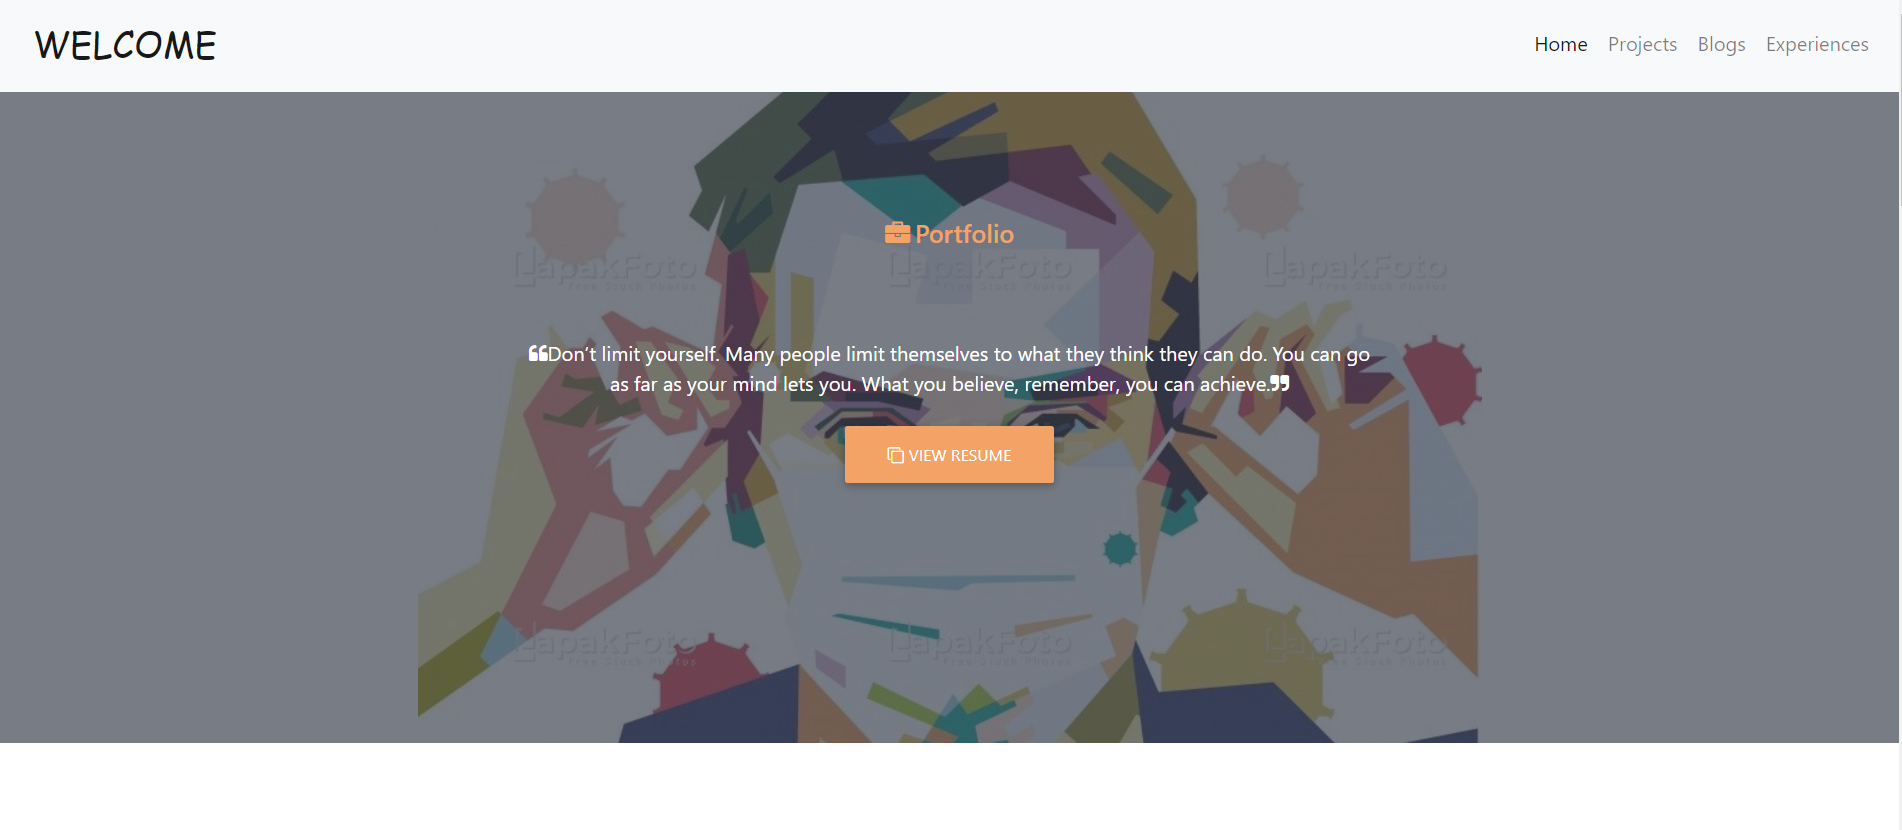 WELCOME
Home Projects Blogs Experiences
Portfolio
LapakFoto LapakFoto LapakFoto
Free Stock Photos Free Stock Photos Free Stock Photos
❝Don’t limit yourself. Many people limit themselves to what they think they can do. You can go
as far as your mind lets you. What you believe, remember, you can achieve.❞
VIEW RESUME
LapakFoto LapakFoto LapakFoto
Free Stock Photos Free Stock Photos Free Stock Photos